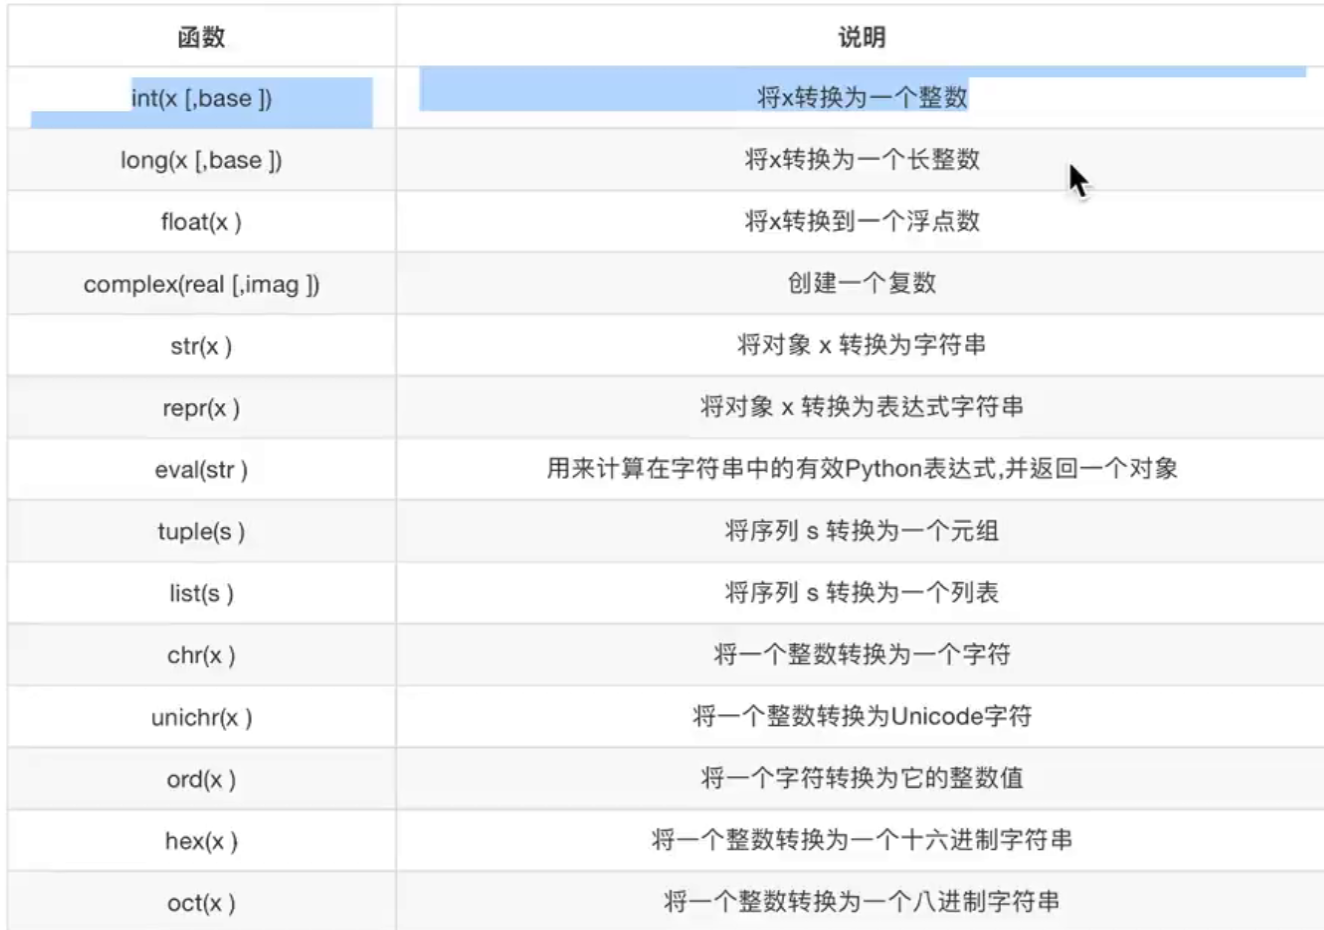 函数 说明
int(x [,base ]) 将x转换为一个整数
long(x [,base ]) 将x转换为一个长整数
float(x ) 将x转换到一个浮点数
complex(real [,imag ]) 创建一个复数
str(x ) 将对象 x 转换为字符串
repr(x ) 将对象 x 转换为表达式字符串
eval(str ) 用来计算在字符串中的有效Python表达式,并返回一个对象
tuple(s ) 将序列 s 转换为一个元组
list(s ) 将序列 s 转换为一个列表
chr(x ) 将一个整数转换为一个字符
unichr(x ) 将一个整数转换为Unicode字符
ord(x ) 将一个字符转换为它的整数值
hex(x ) 将一个整数转换为一个十六进制字符串
oct(x ) 将一个整数转换为一个八进制字符串